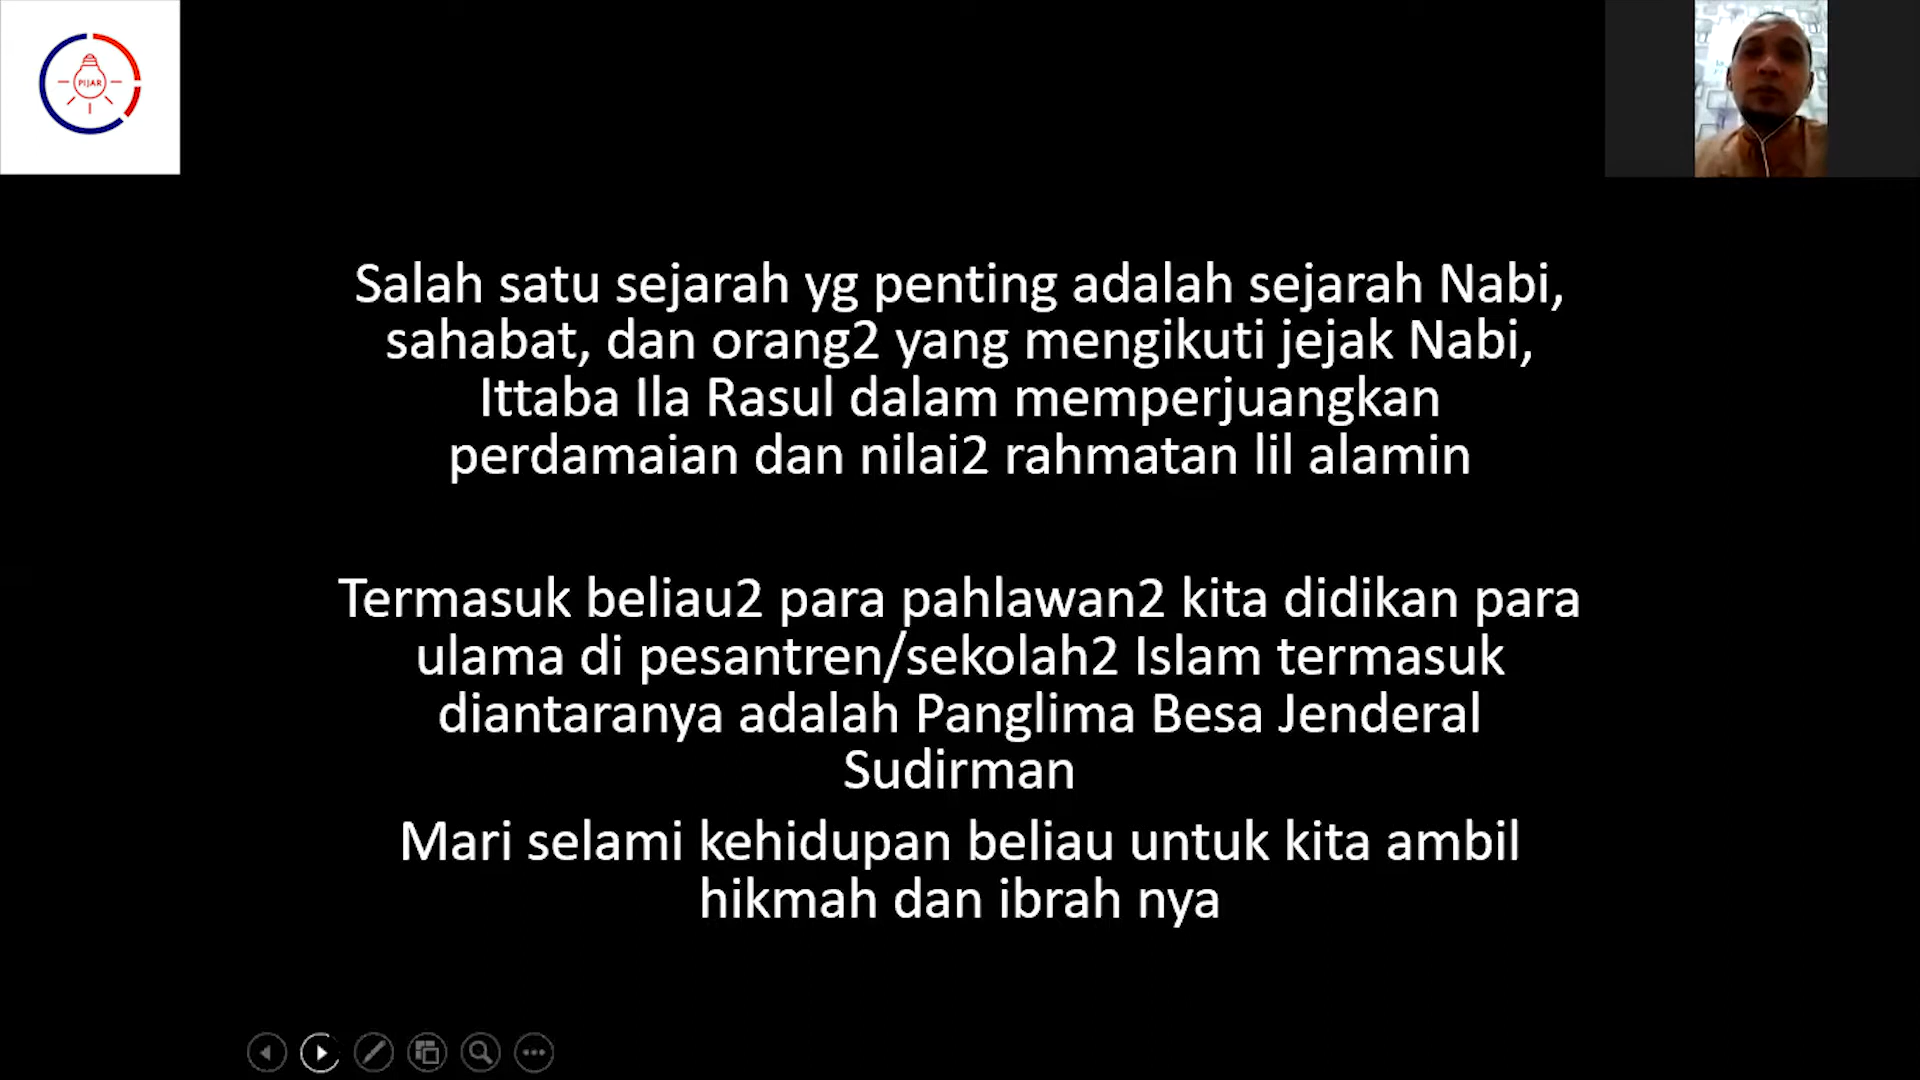 PIJAR
Salah satu sejarah yg penting adalah sejarah Nabi,
sahabat, dan orang2 yang mengikuti jejak Nabi,
Ittaba Ila Rasul dalam memperjuangkan
perdamaian dan nilai2 rahmatan lil alamin
Termasuk beliau2 para pahlawan2 kita didikan para
ulama di pesantren/sekolah2 Islam termasuk
diantaranya adalah Panglima Besa Jenderal
Sudirman
Mari selami kehidupan beliau untuk kita ambil
hikmah dan ibrah nya